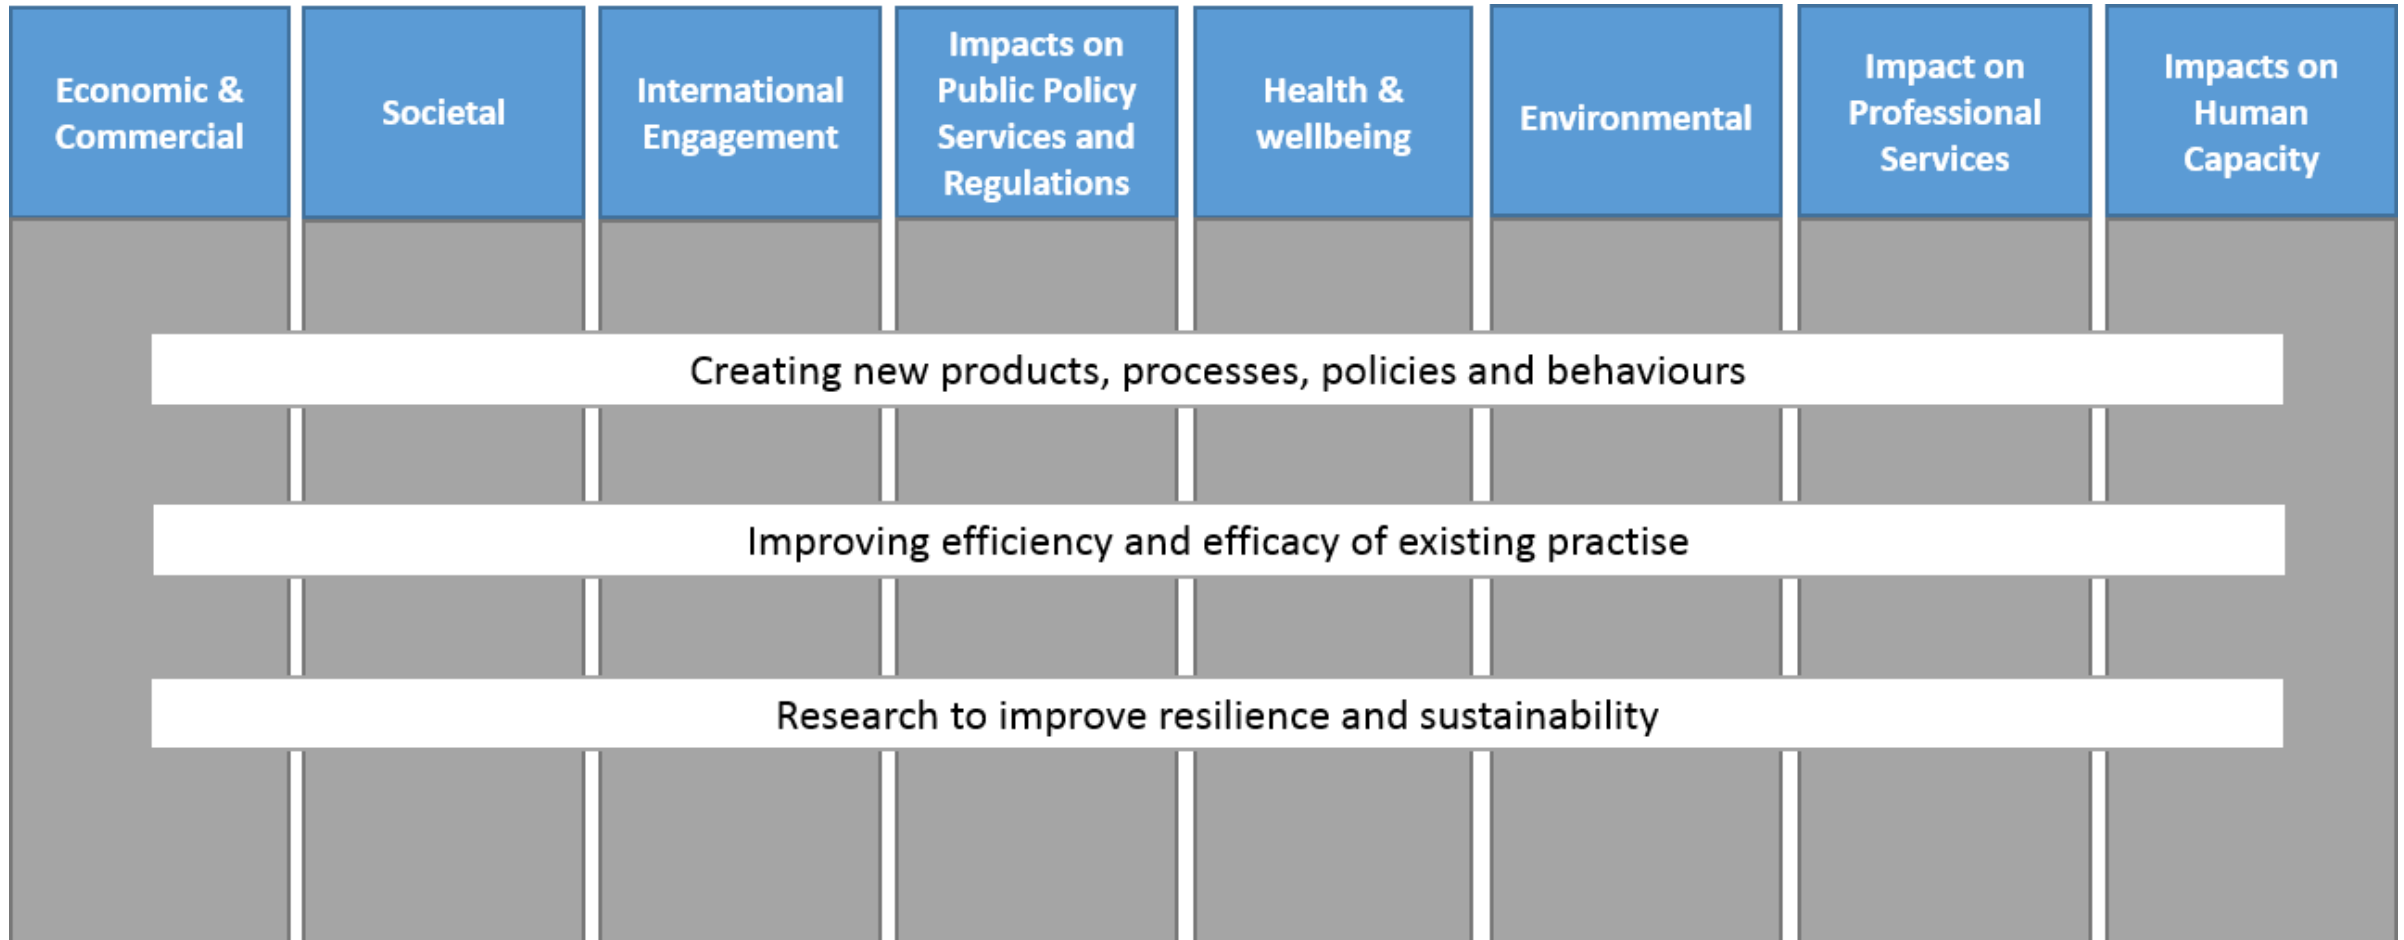 Economic &
Commercial
Societal
International
Engagement
Impacts on
Public Policy
Services and
Regulations
Health &
wellbeing
Environmental
Impact on
Professional
Services
Impacts on
Human
Capacity
Creating new products, processes, policies and behaviours
Improving efficiency and efficacy of existing practise
Research to improve resilience and sustainability